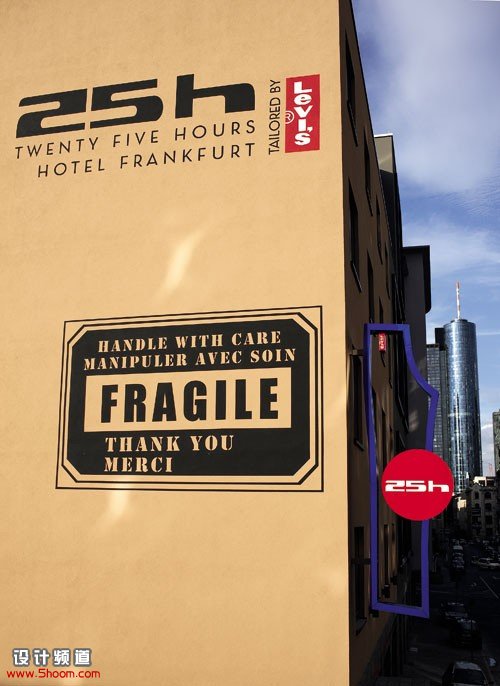 25h
TWENTY FIVE HOURS
HOTEL FRANKFURT
TAILORED BY
Levi's®
HANDLE WITH CARE
MANIPULER AVEC SOIN
FRAGILE
THANK YOU
MERCI
25h
设计频道
www.5hoom.com